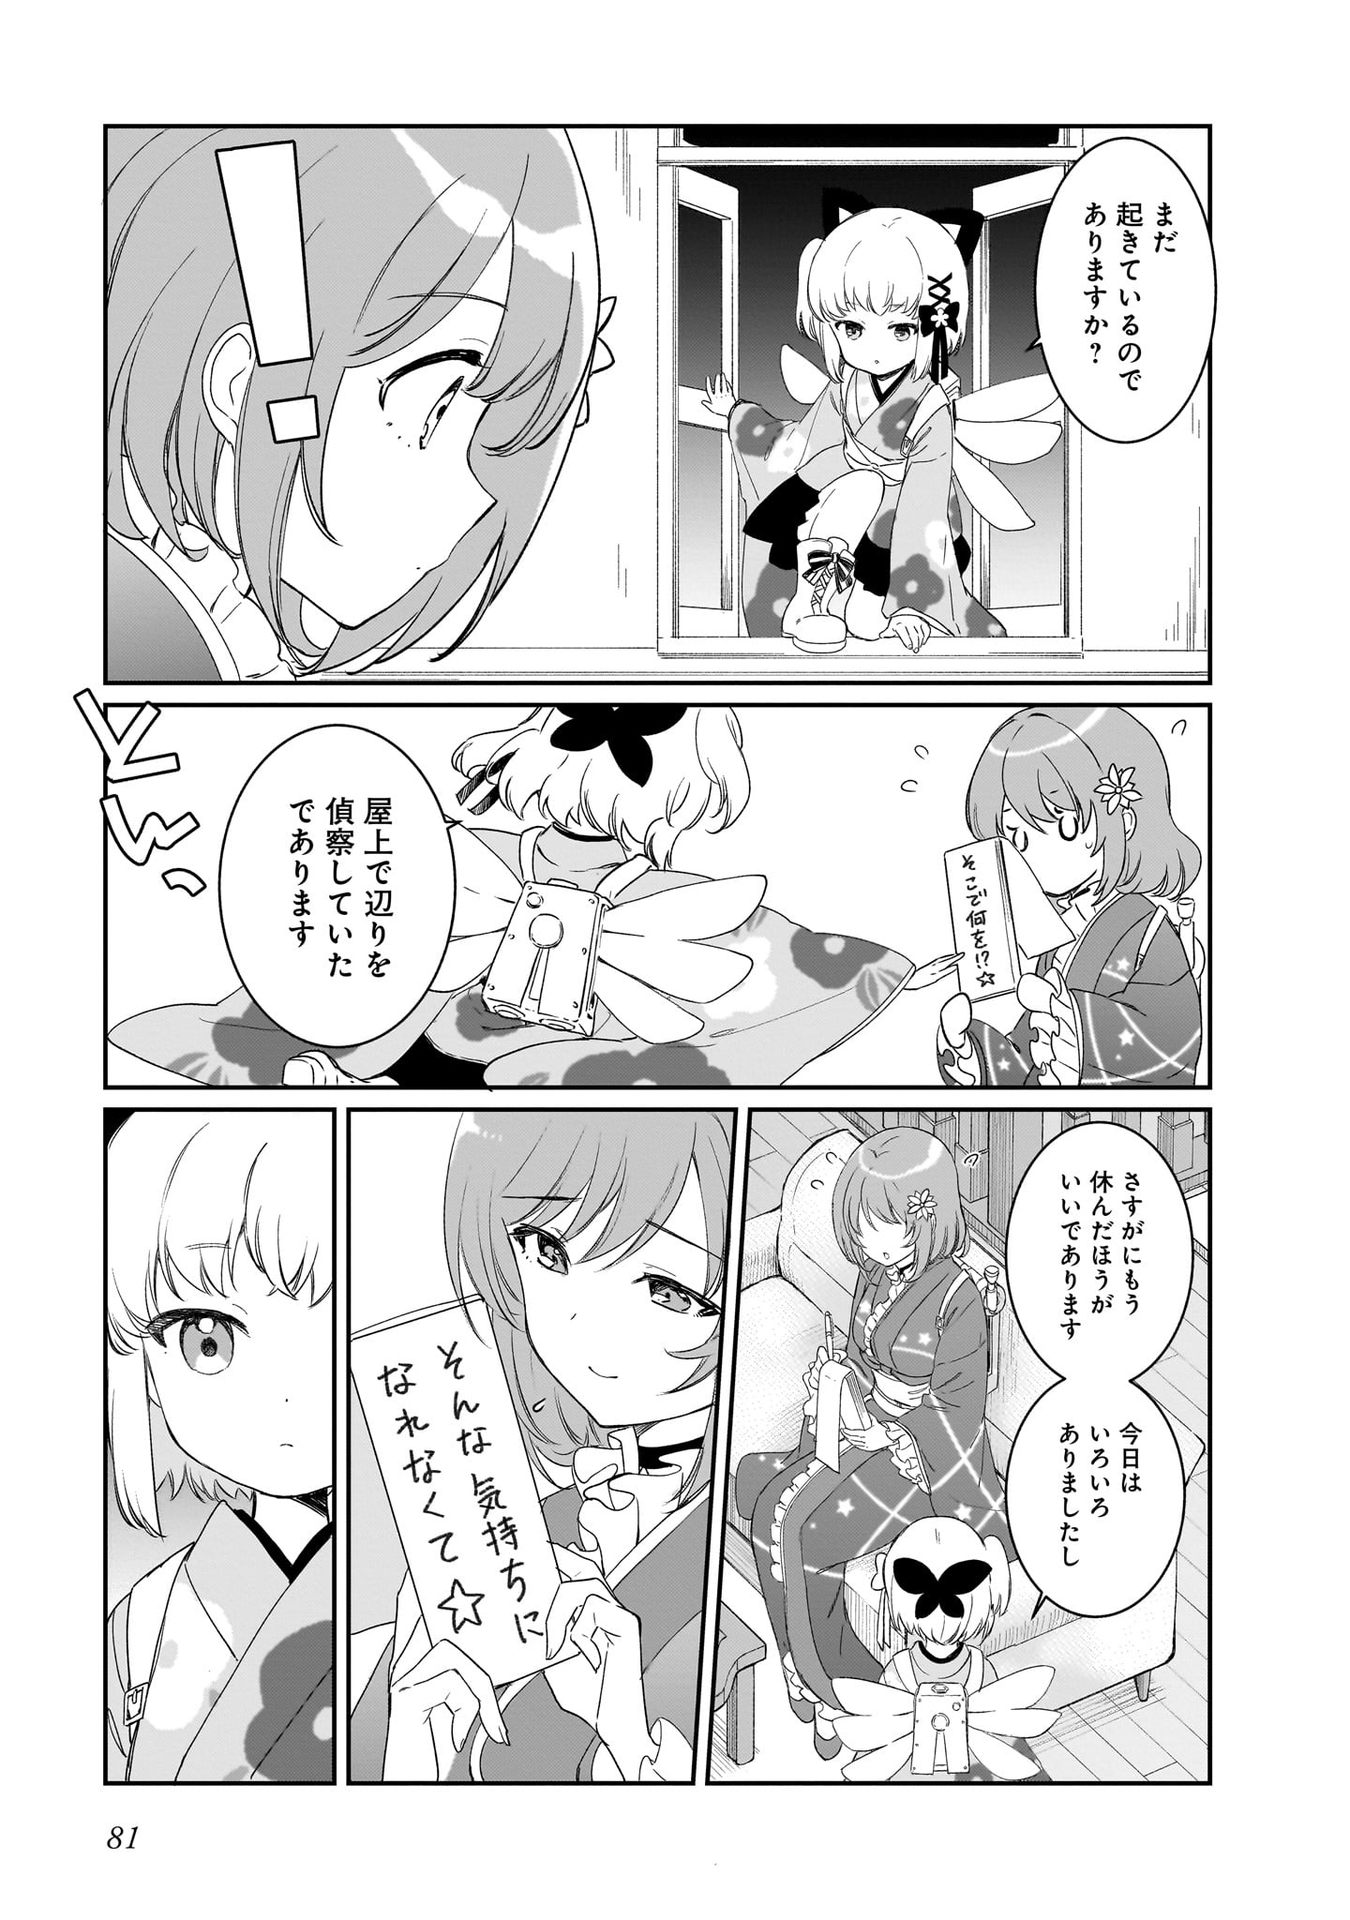 まだ
起きているので
ありますか？
そこで何を!?☆
屋上で辺りを
偵察していた
であります
とんっ
さすがにもう
休んだほうが
いいであります
今日は
いろいろ
ありましたし
そんな気持ちに
なれなくて☆
81